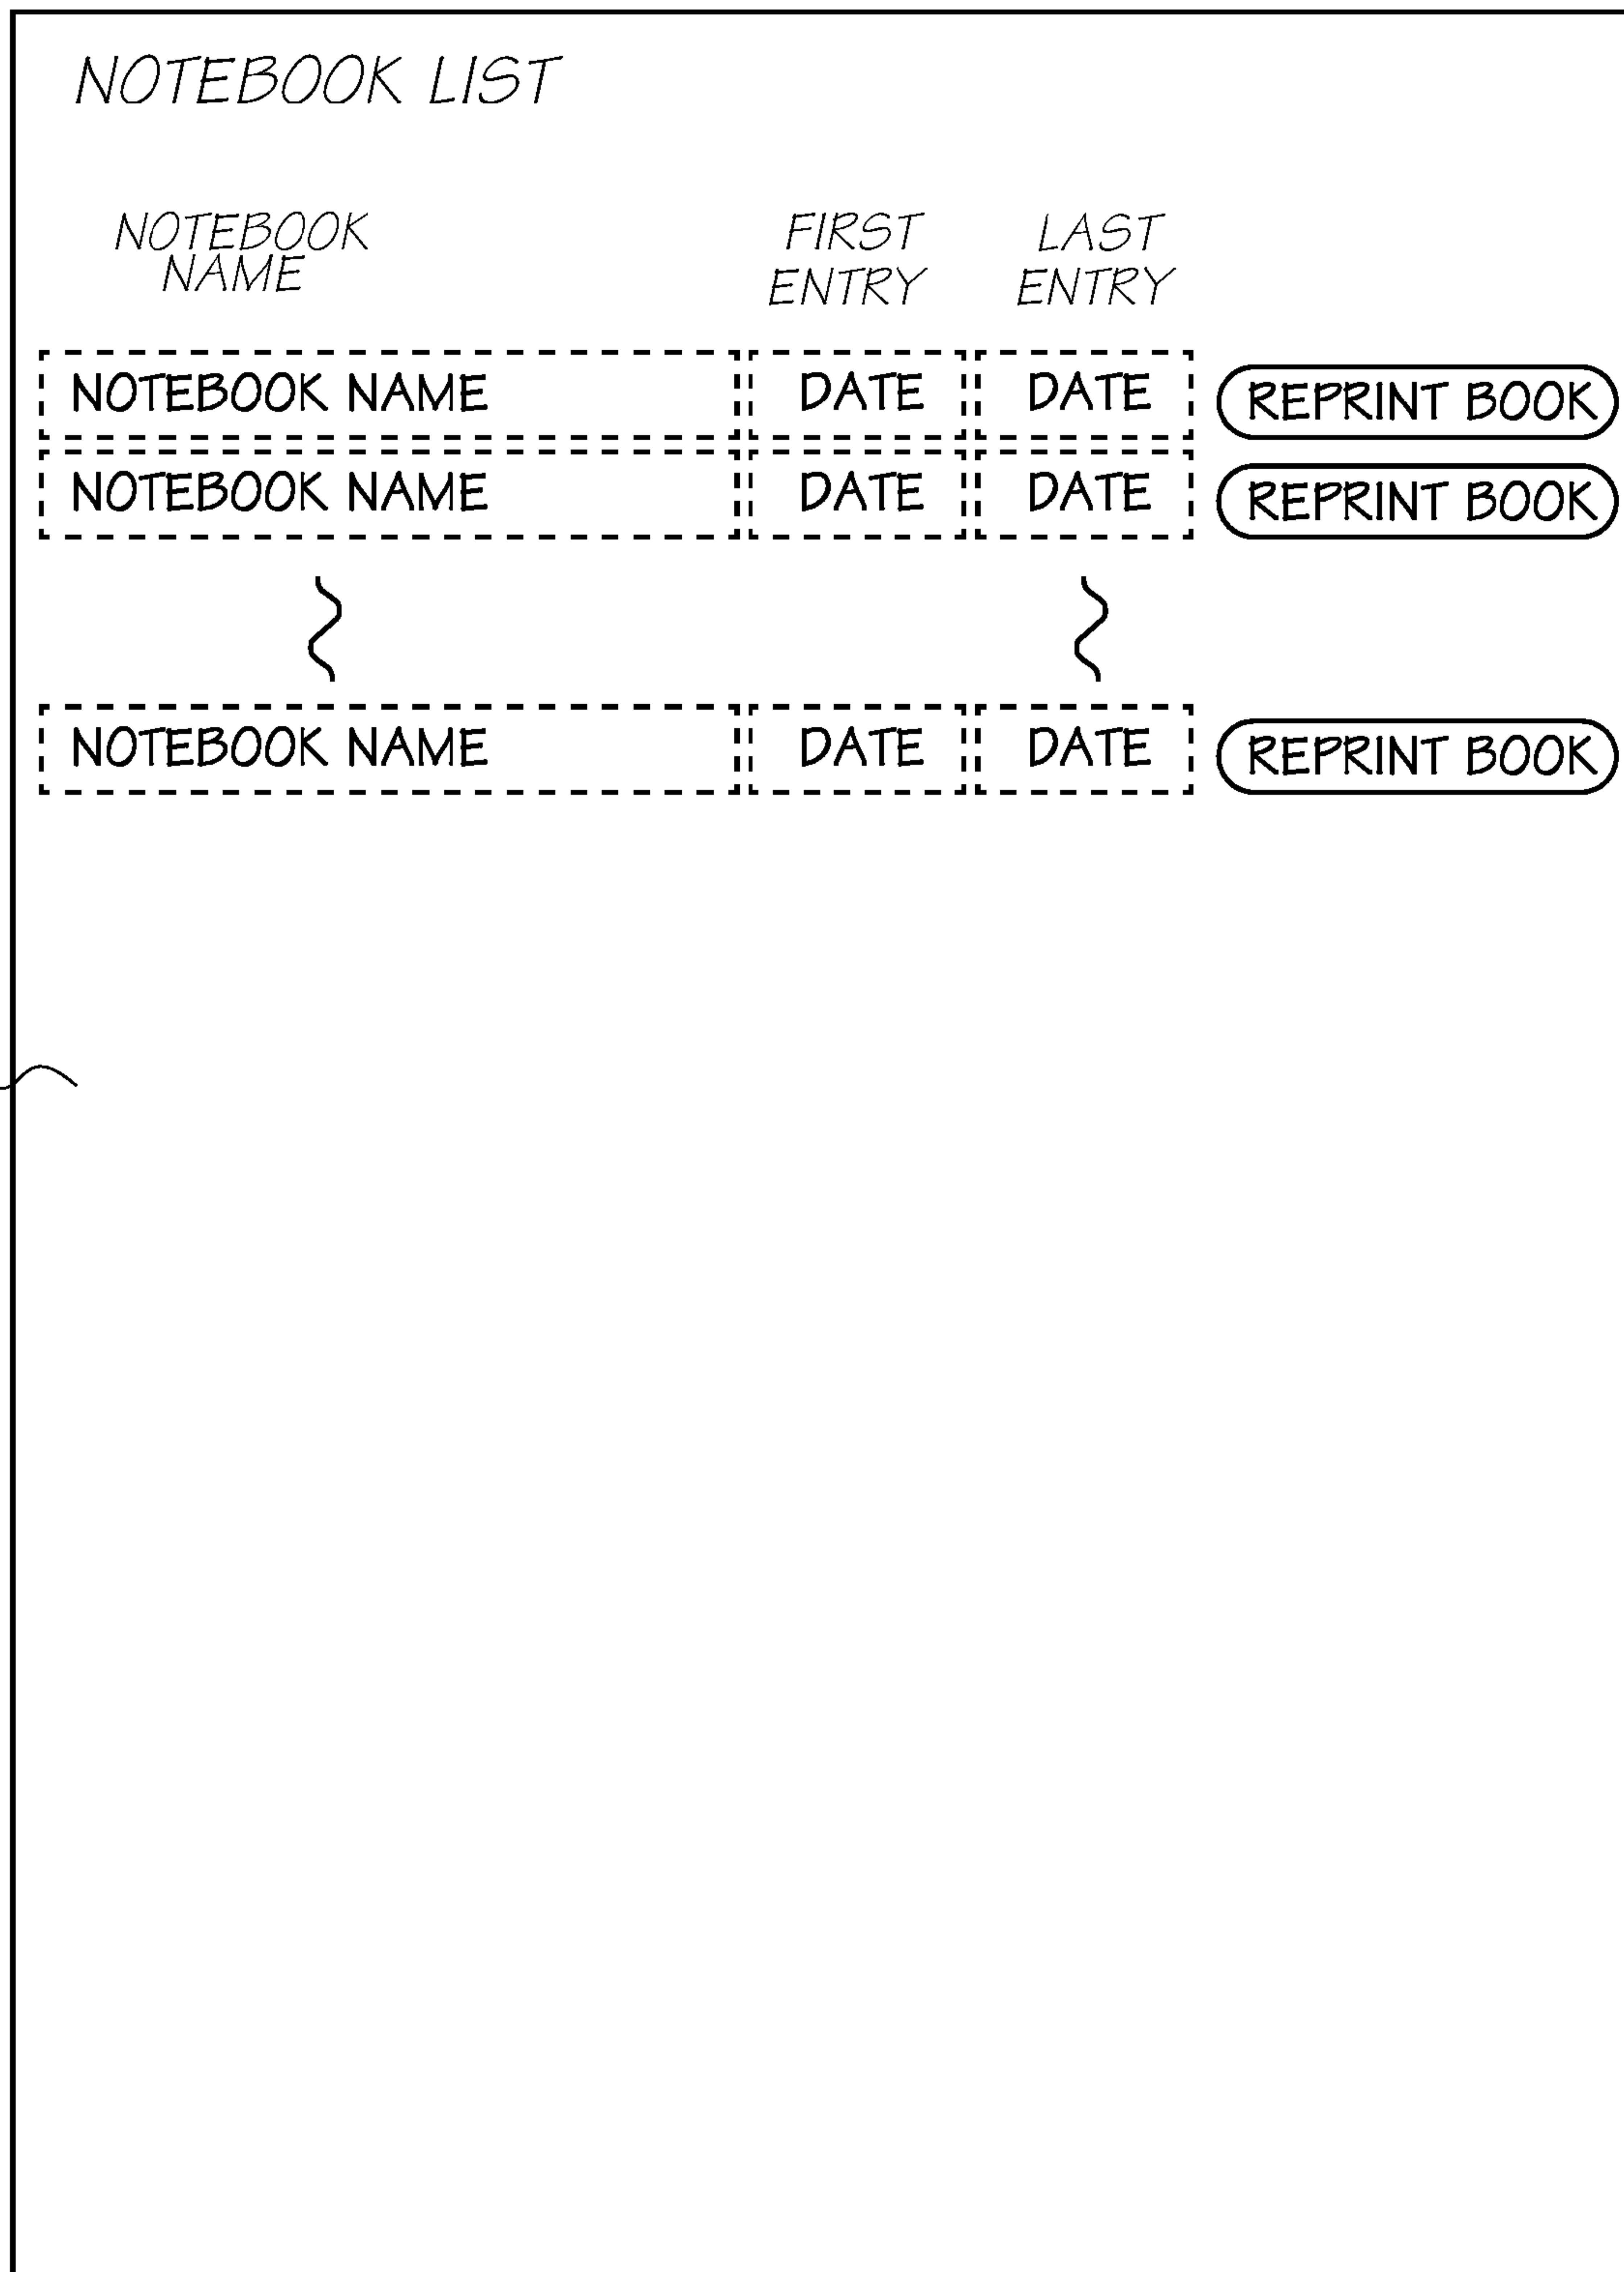 NOTEBOOK LIST
NOTEBOOK NAME
FIRST ENTRY
LAST ENTRY
NOTEBOOK NAME DATE DATE REPRINT BOOK
NOTEBOOK NAME DATE DATE REPRINT BOOK
NOTEBOOK NAME DATE DATE REPRINT BOOK